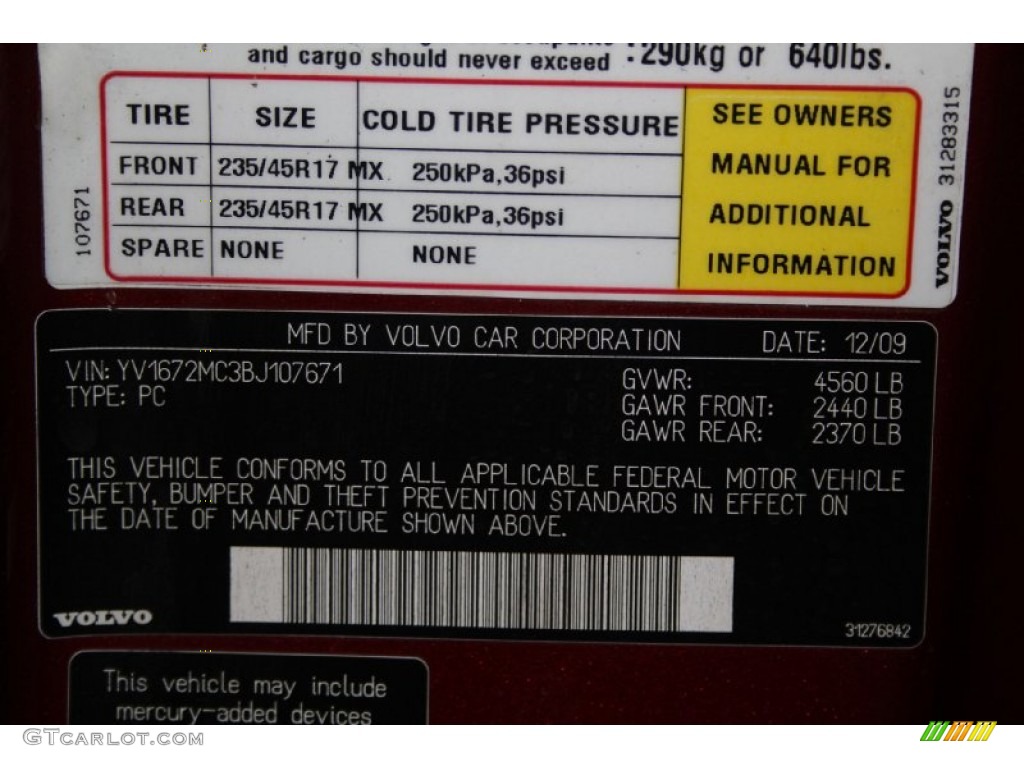 and cargo should never exceed : 290kg or 640lbs.
TIRE SIZE COLD TIRE PRESSURE SEE OWNERS
FRONT 235/45R17 MX 250kPa,36psi MANUAL FOR
REAR 235/45R17 MX 250kPa,36psi ADDITIONAL
SPARE NONE NONE INFORMATION
107671
VOLVO 31283315
MFD BY VOLVO CAR CORPORATION DATE: 12/09
VIN: YV1672MC3BJ107671 GVWR: 4560 LB
TYPE: PC GAWR FRONT: 2440 LB
GAWR REAR: 2370 LB
THIS VEHICLE CONFORMS TO ALL APPLICABLE FEDERAL MOTOR VEHICLE
SAFETY, BUMPER AND THEFT PREVENTION STANDARDS IN EFFECT ON
THE DATE OF MANUFACTURE SHOWN ABOVE.
VOLVO 31276842
This vehicle may include
mercury-added devices
GTCarLot.com